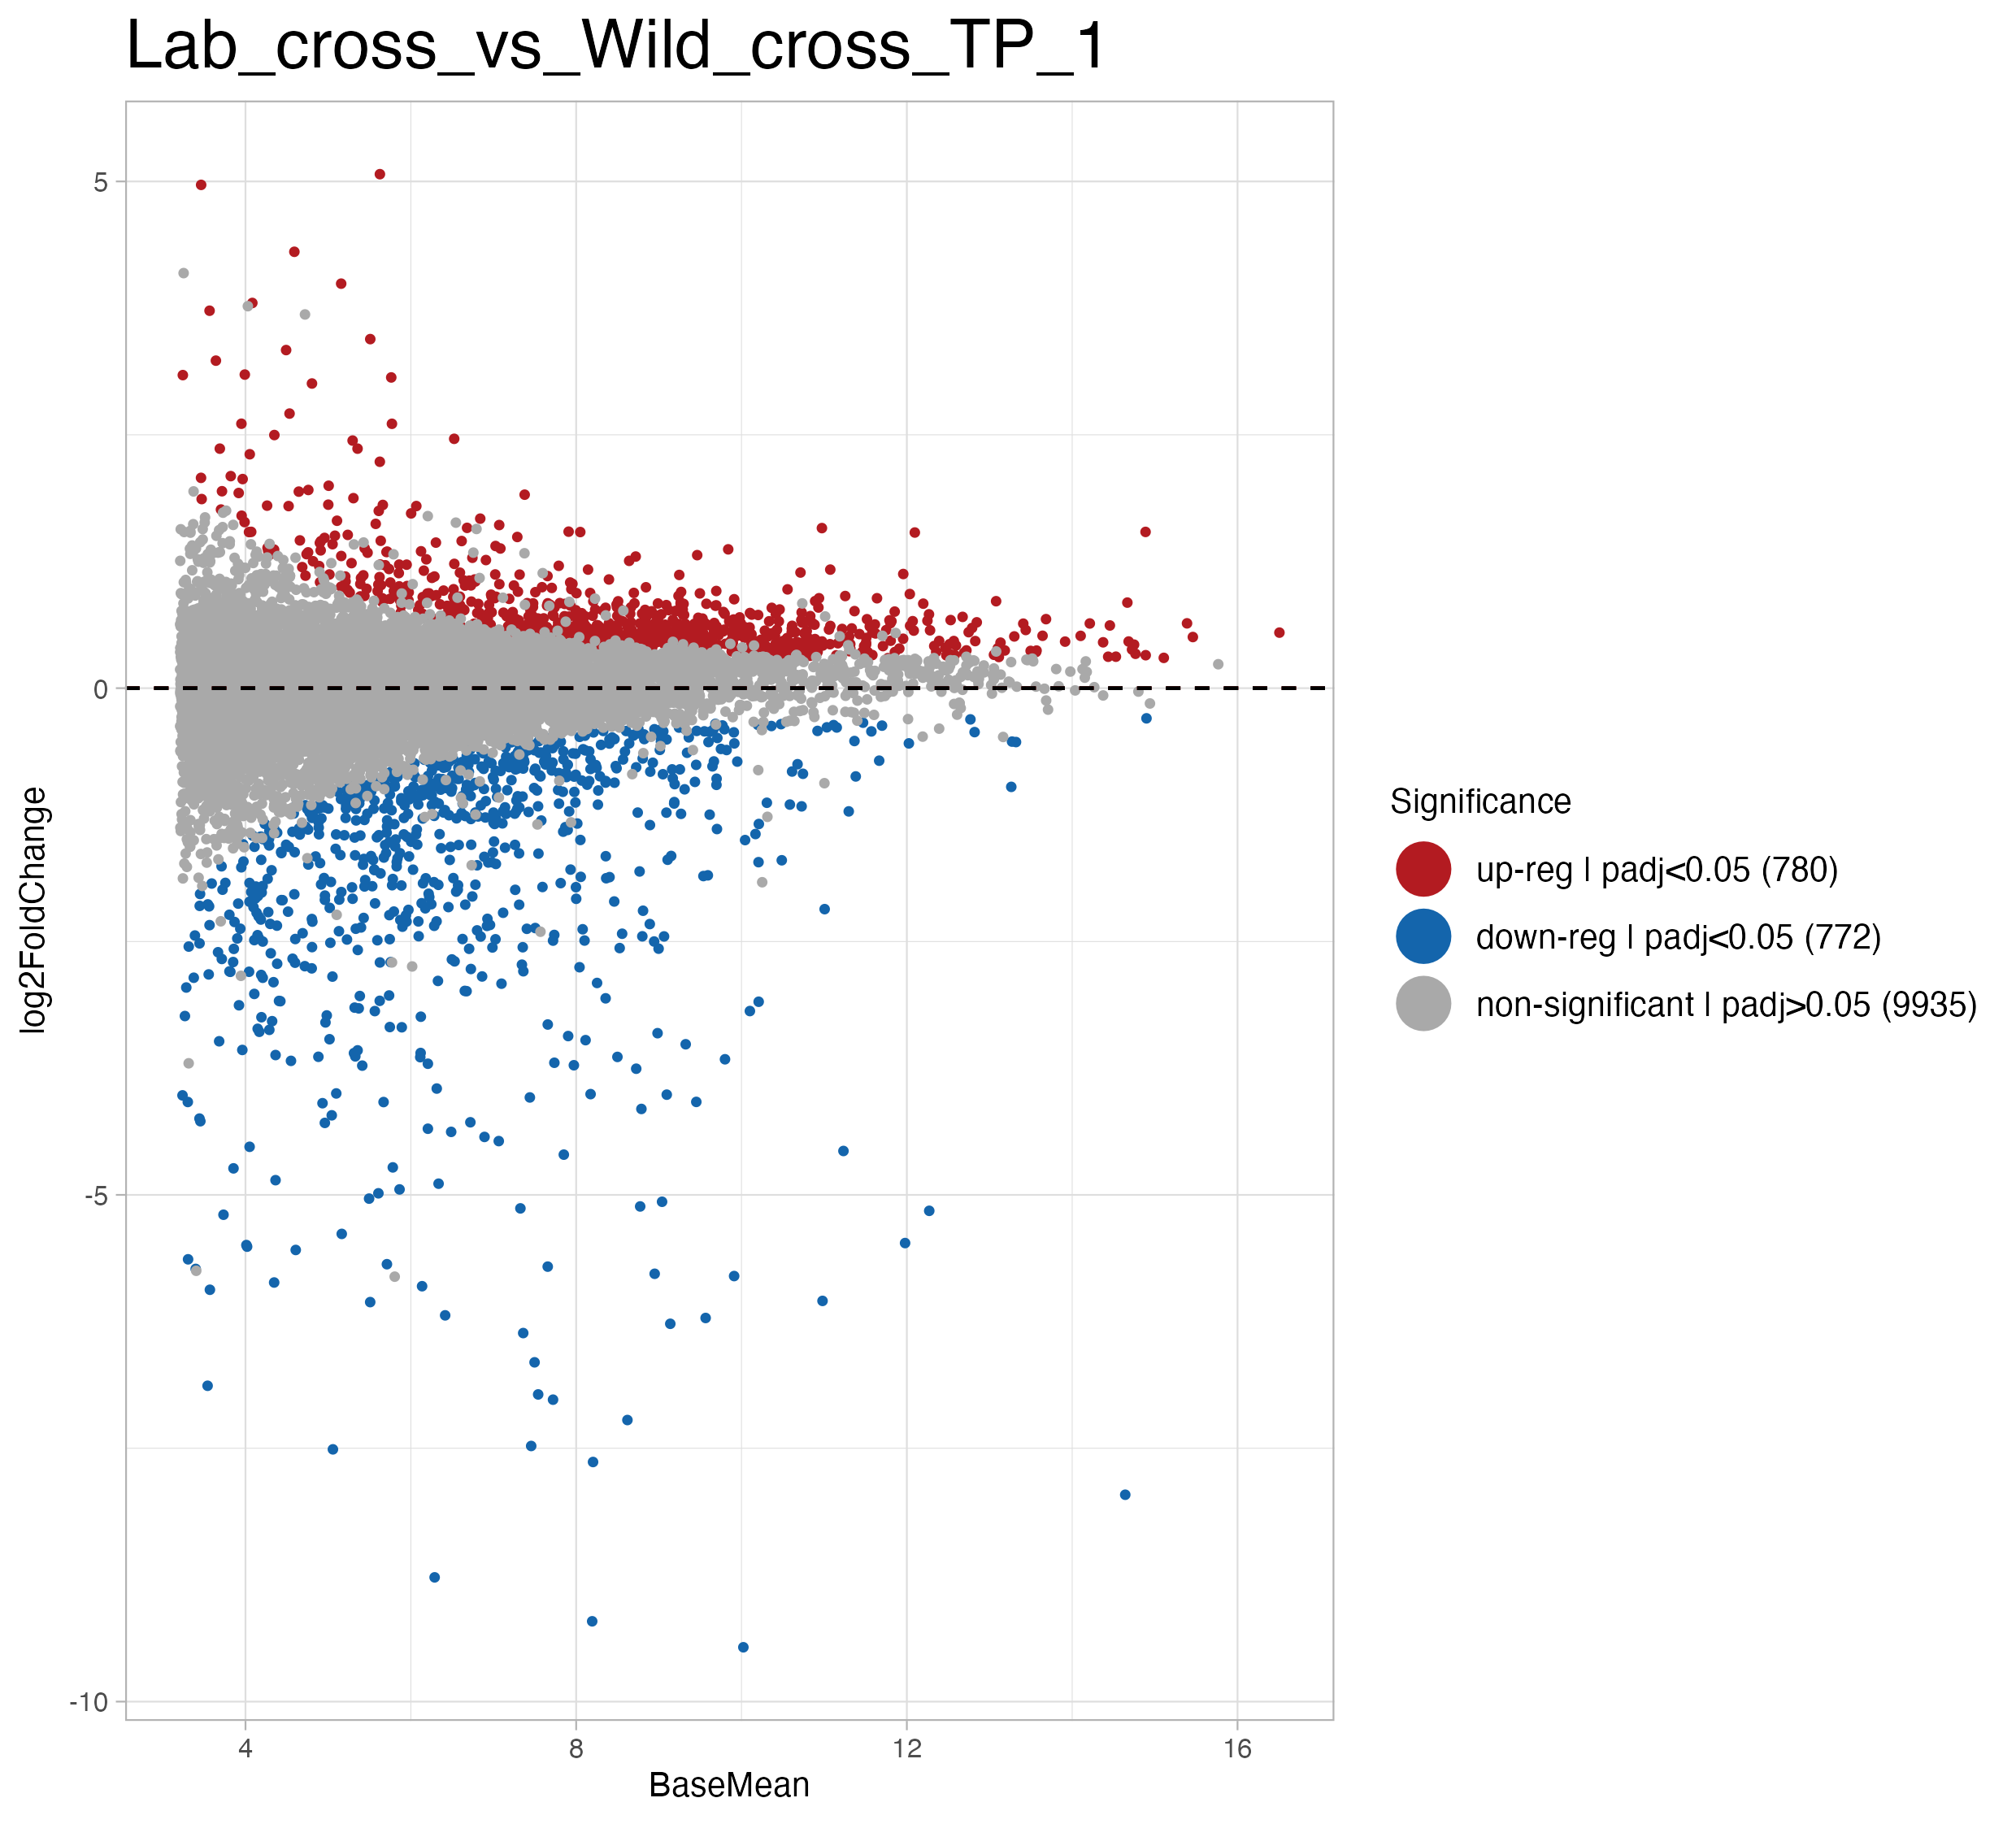 Lab_cross_vs_Wild_cross_TP_1
5
0
-5
-10
log2FoldChange
4 8 12 16
BaseMean
Significance
up-reg | padj<0.05 (780)
down-reg | padj<0.05 (772)
non-significant | padj>0.05 (9935)